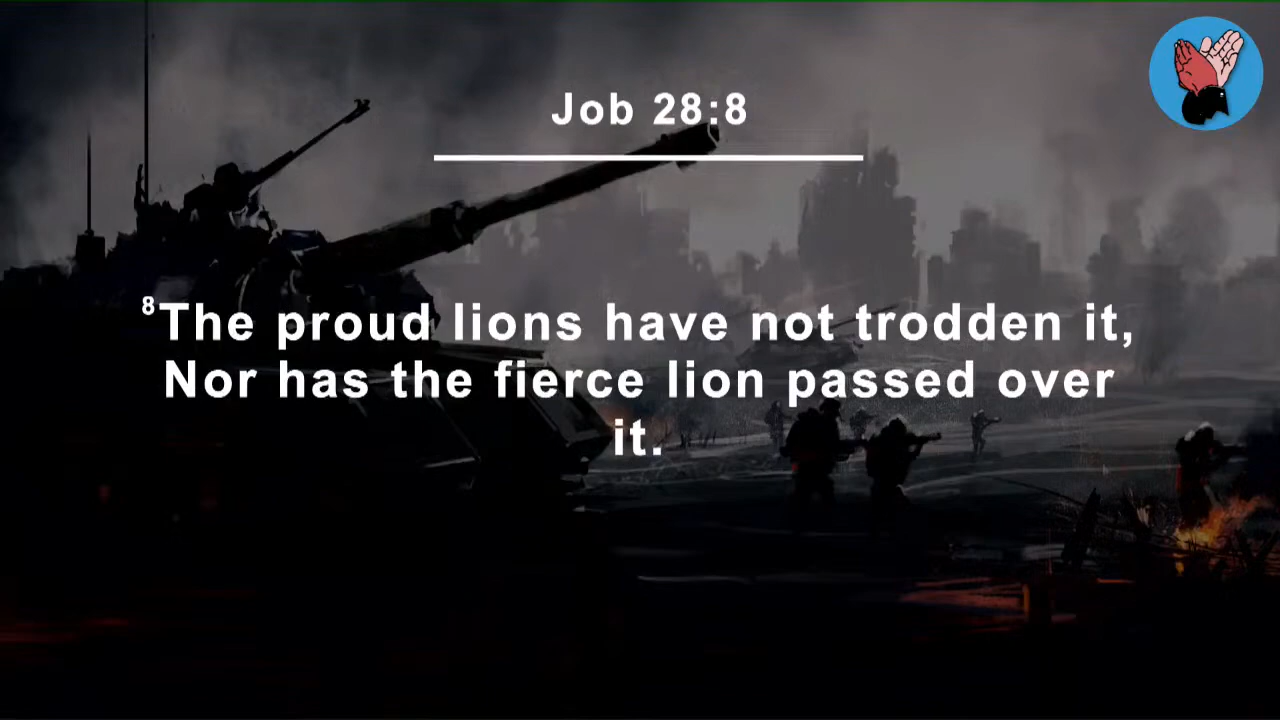 Job 28:8
8The proud lions have not trodden it,
Nor has the fierce lion passed over
it.